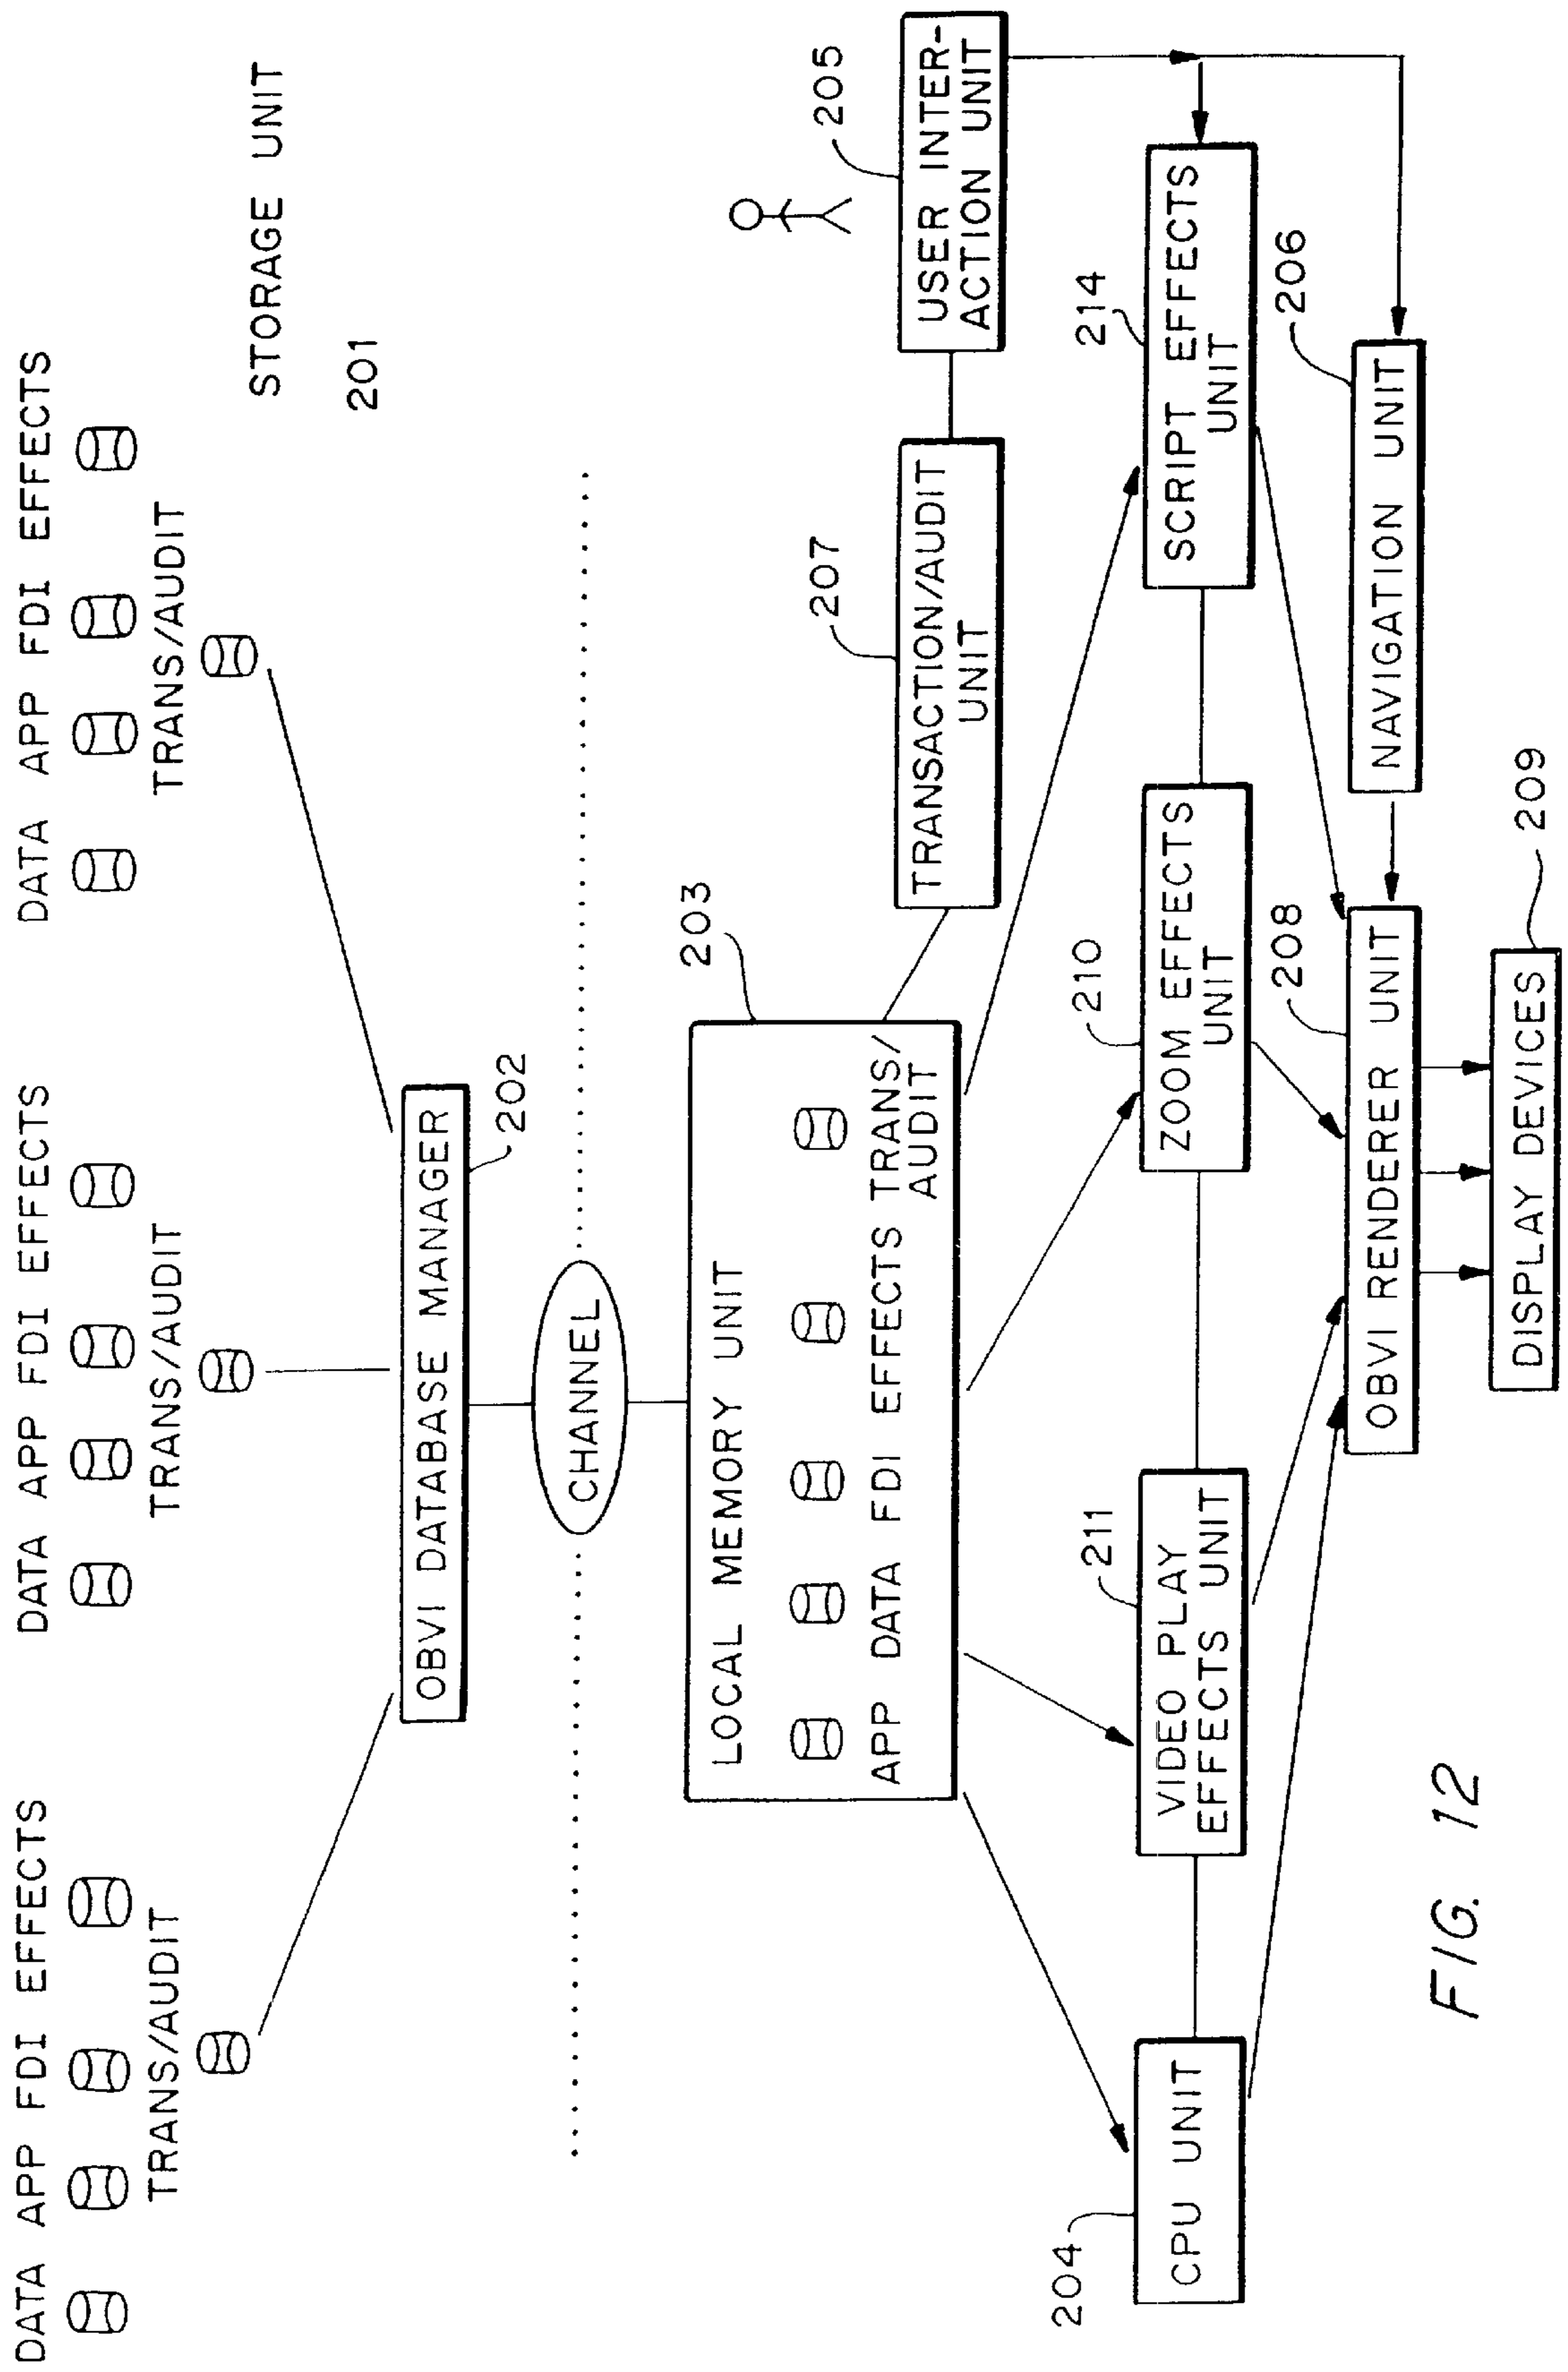 DATA APP FDI EFFECTS
TRANS/AUDIT
DATA APP FDI EFFECTS
TRANS/AUDIT
DATA APP FDI EFFECTS
TRANS/AUDIT
STORAGE UNIT
201
OBVI DATABASE MANAGER
202
CHANNEL
LOCAL MEMORY UNIT
203
APP DATA FDI EFFECTS TRANS/
AUDIT
207
TRANSACTION/AUDIT
UNIT
205
USER INTER-
ACTION UNIT
204
CPU UNIT
211
VIDEO PLAY
EFFECTS UNIT
210
ZOOM EFFECTS
UNIT
214
SCRIPT EFFECTS
UNIT
208
OBVI RENDERER UNIT
206
NAVIGATION UNIT
DISPLAY DEVICES
209
FIG. 12